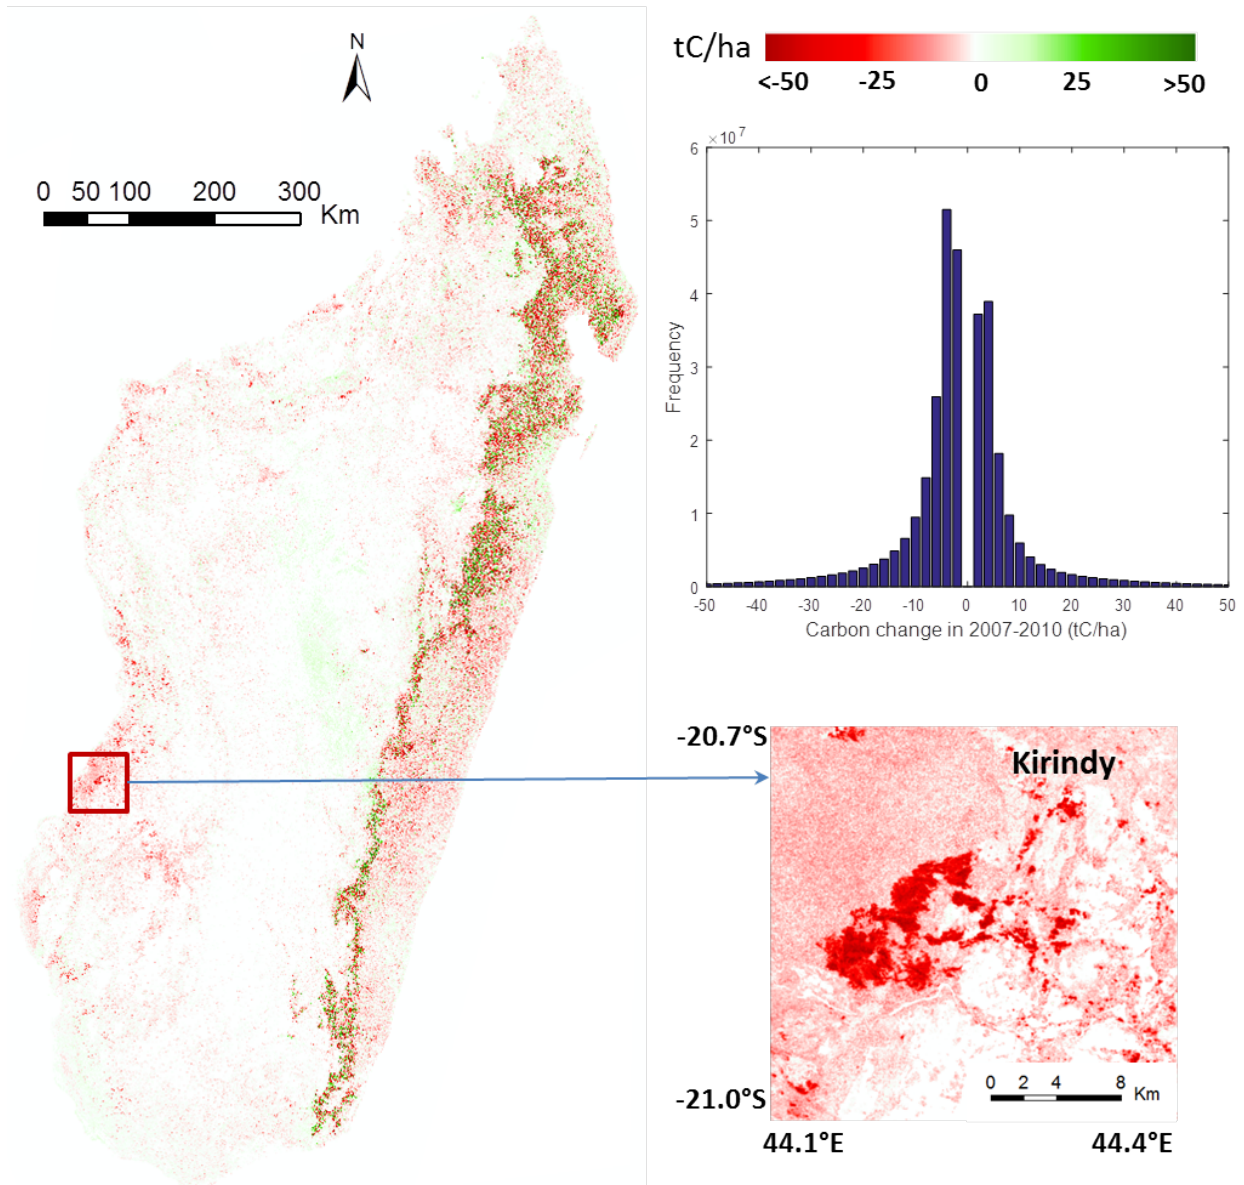 N
0 50 100 200 300 Km
tC/ha
<-50 -25 0 25 >50
×10^7
6
5
4
3
2
1
0
Frequency
-50 -40 -30 -20 -10 0 10 20 30 40 50
Carbon change in 2007-2010 (tC/ha)
-20.7°S
Kirindy
0 2 4 8 Km
-21.0°S
44.1°E 44.4°E